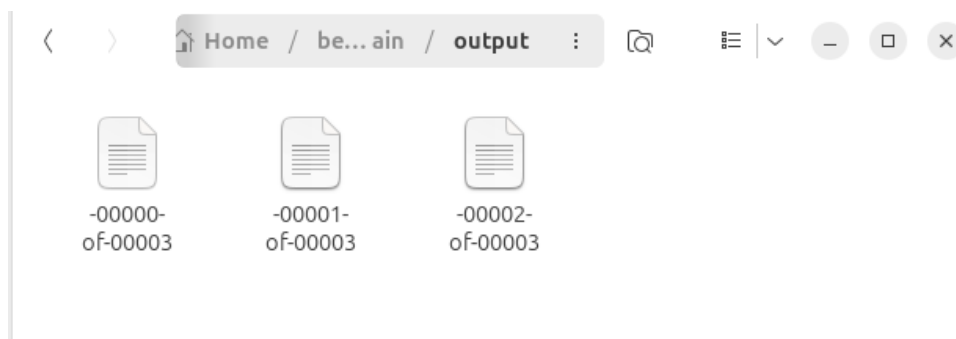 Home / be... ain / output
-00000-
of-00003
-00001-
of-00003
-00002-
of-00003